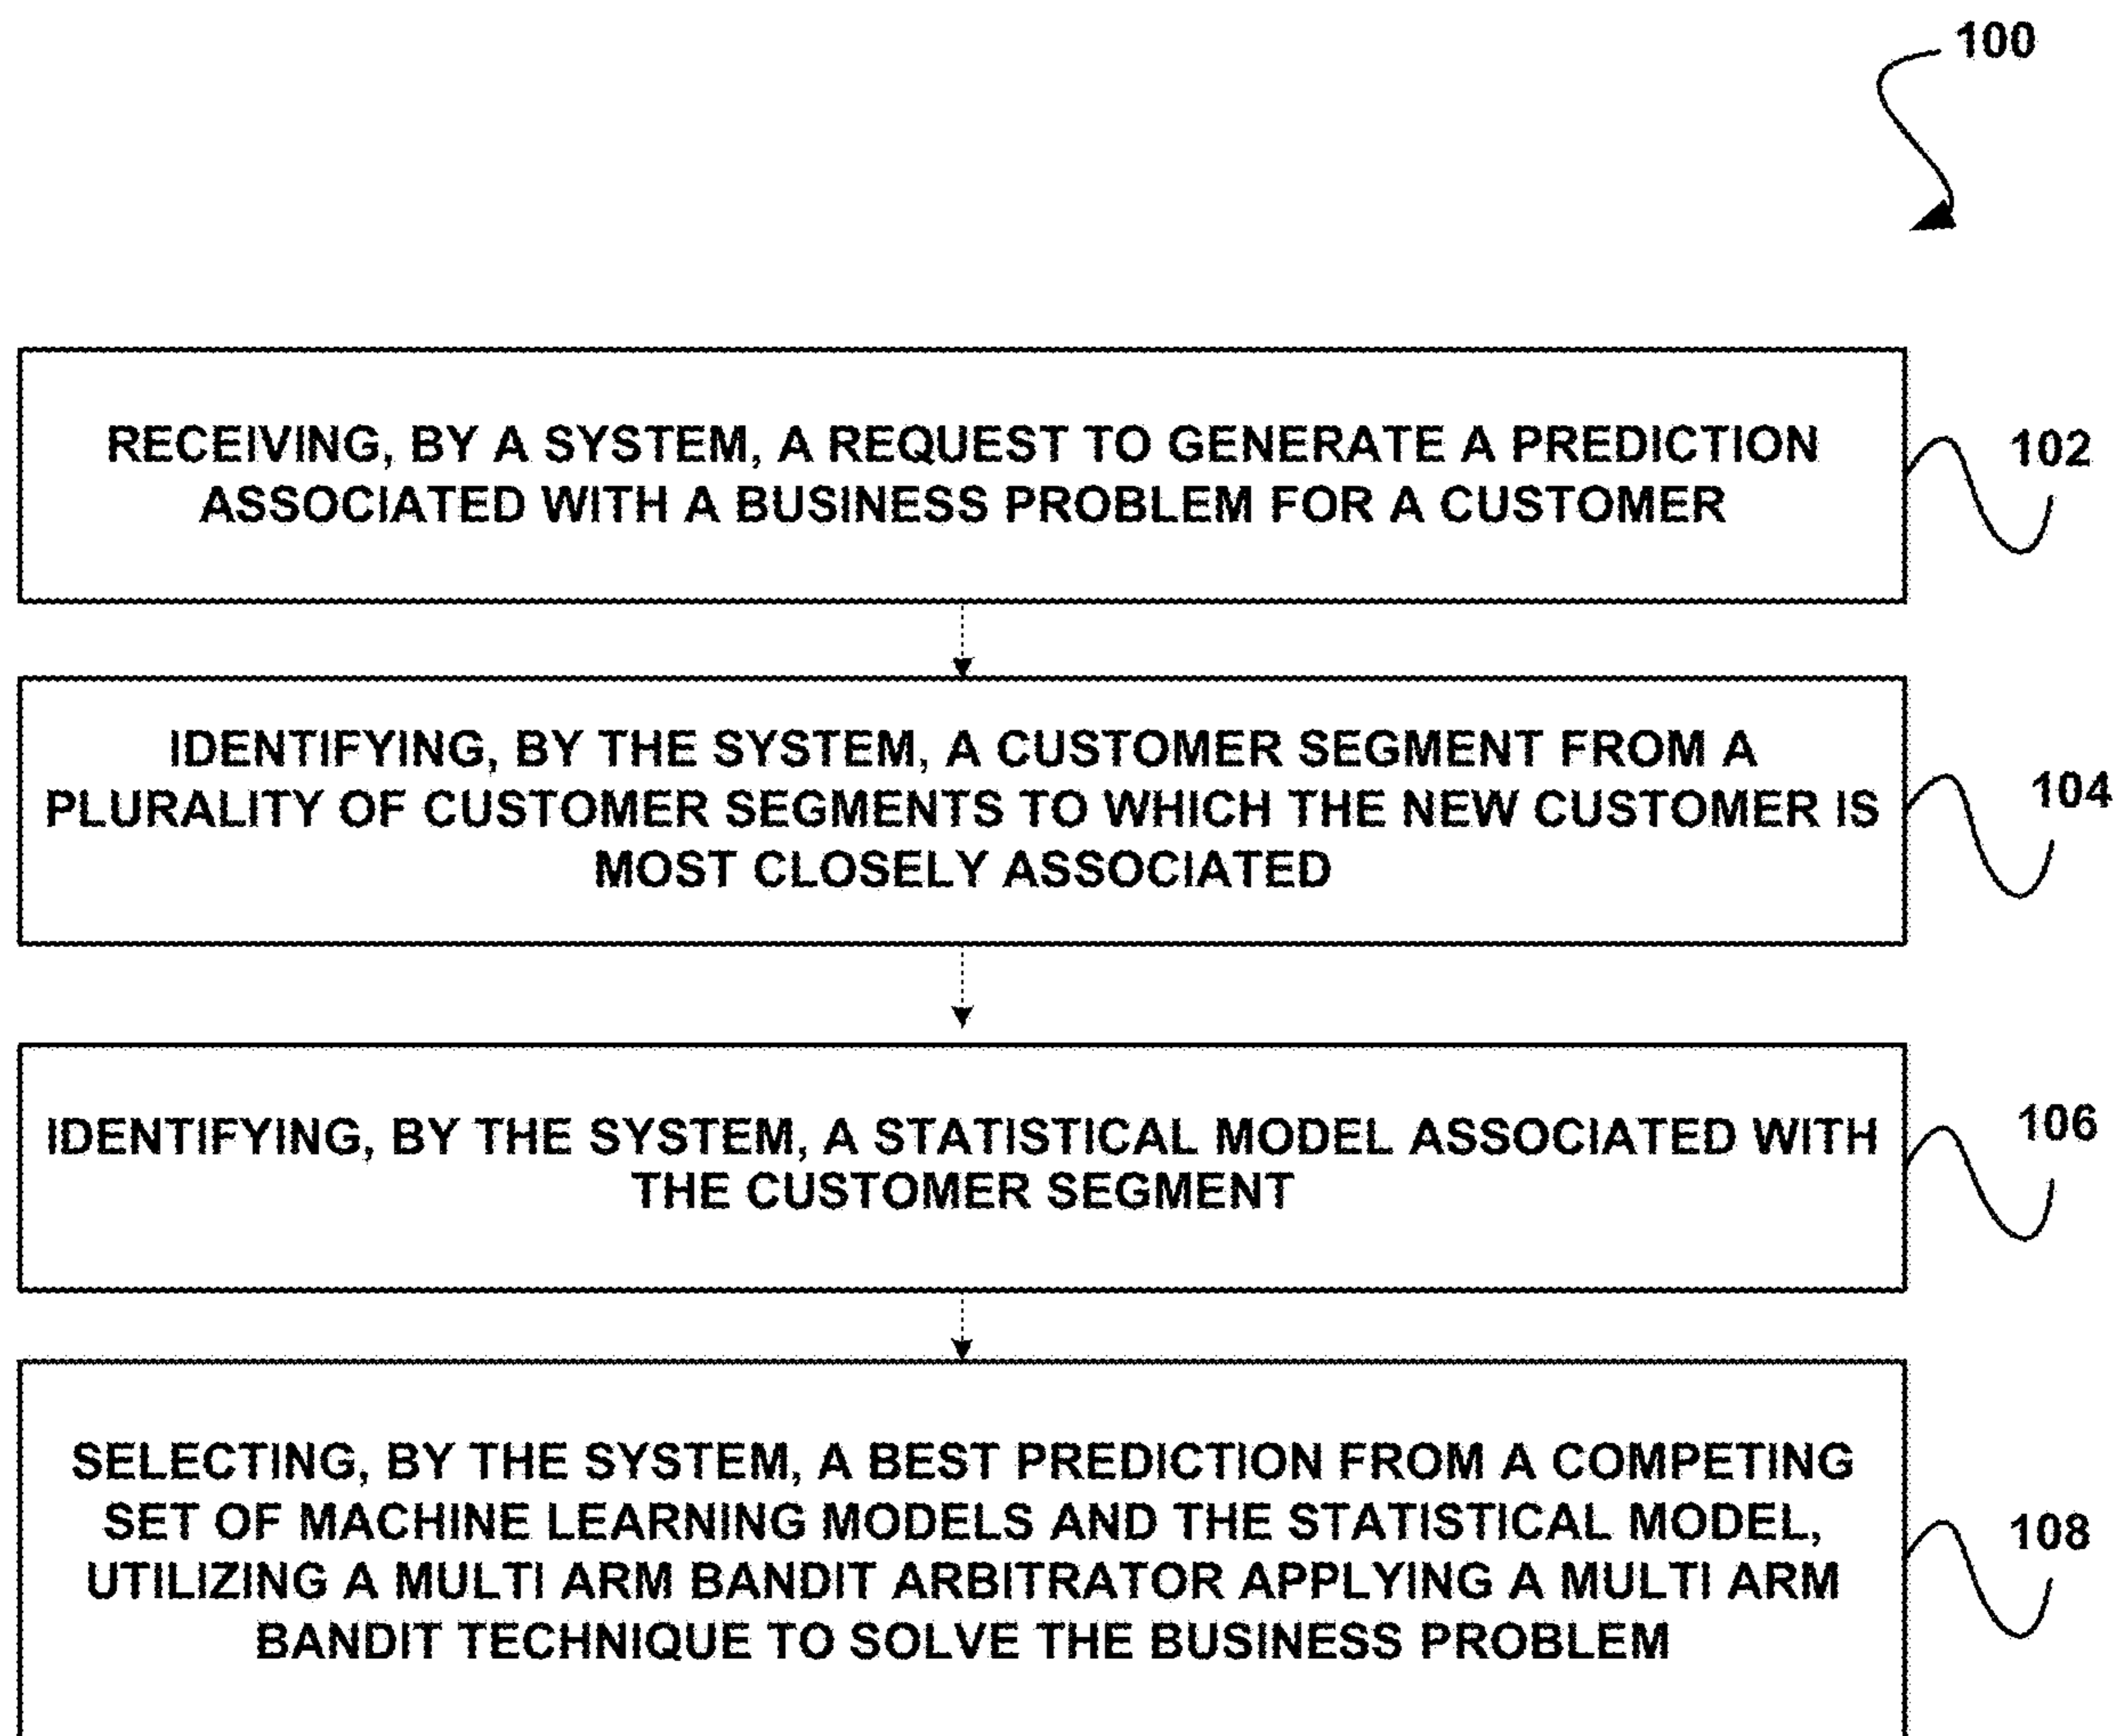 100
RECEIVING, BY A SYSTEM, A REQUEST TO GENERATE A PREDICTION
ASSOCIATED WITH A BUSINESS PROBLEM FOR A CUSTOMER
102
IDENTIFYING, BY THE SYSTEM, A CUSTOMER SEGMENT FROM A
PLURALITY OF CUSTOMER SEGMENTS TO WHICH THE NEW CUSTOMER IS
MOST CLOSELY ASSOCIATED
104
IDENTIFYING, BY THE SYSTEM, A STATISTICAL MODEL ASSOCIATED WITH
THE CUSTOMER SEGMENT
106
SELECTING, BY THE SYSTEM, A BEST PREDICTION FROM A COMPETING
SET OF MACHINE LEARNING MODELS AND THE STATISTICAL MODEL,
UTILIZING A MULTI ARM BANDIT ARBITRATOR APPLYING A MULTI ARM
BANDIT TECHNIQUE TO SOLVE THE BUSINESS PROBLEM
108